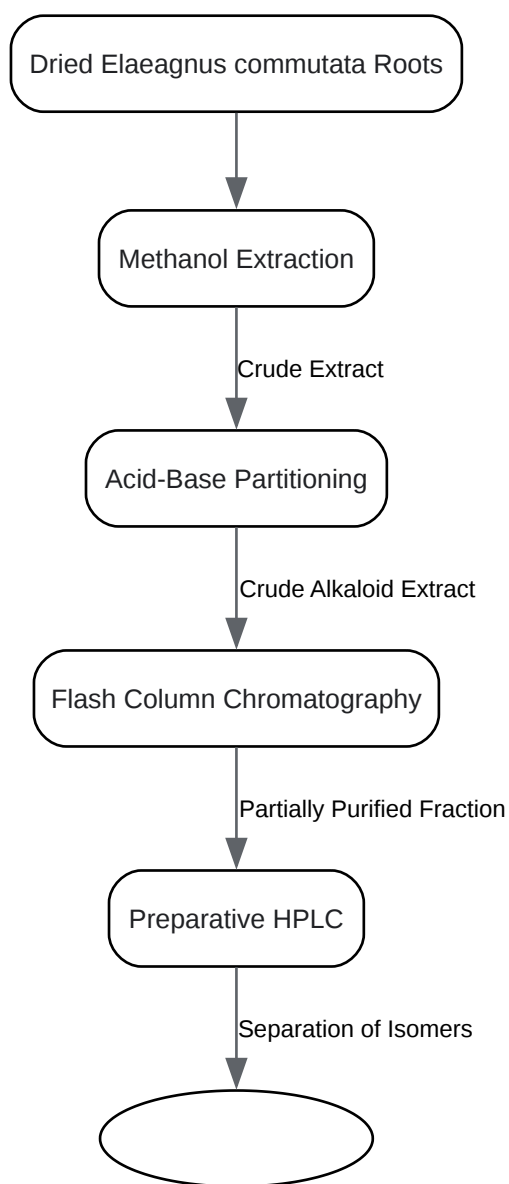 Dried Elaeagnus commutata Roots
Methanol Extraction
Crude Extract
Acid-Base Partitioning
Crude Alkaloid Extract
Flash Column Chromatography
Partially Purified Fraction
Preparative HPLC
Separation of Isomers